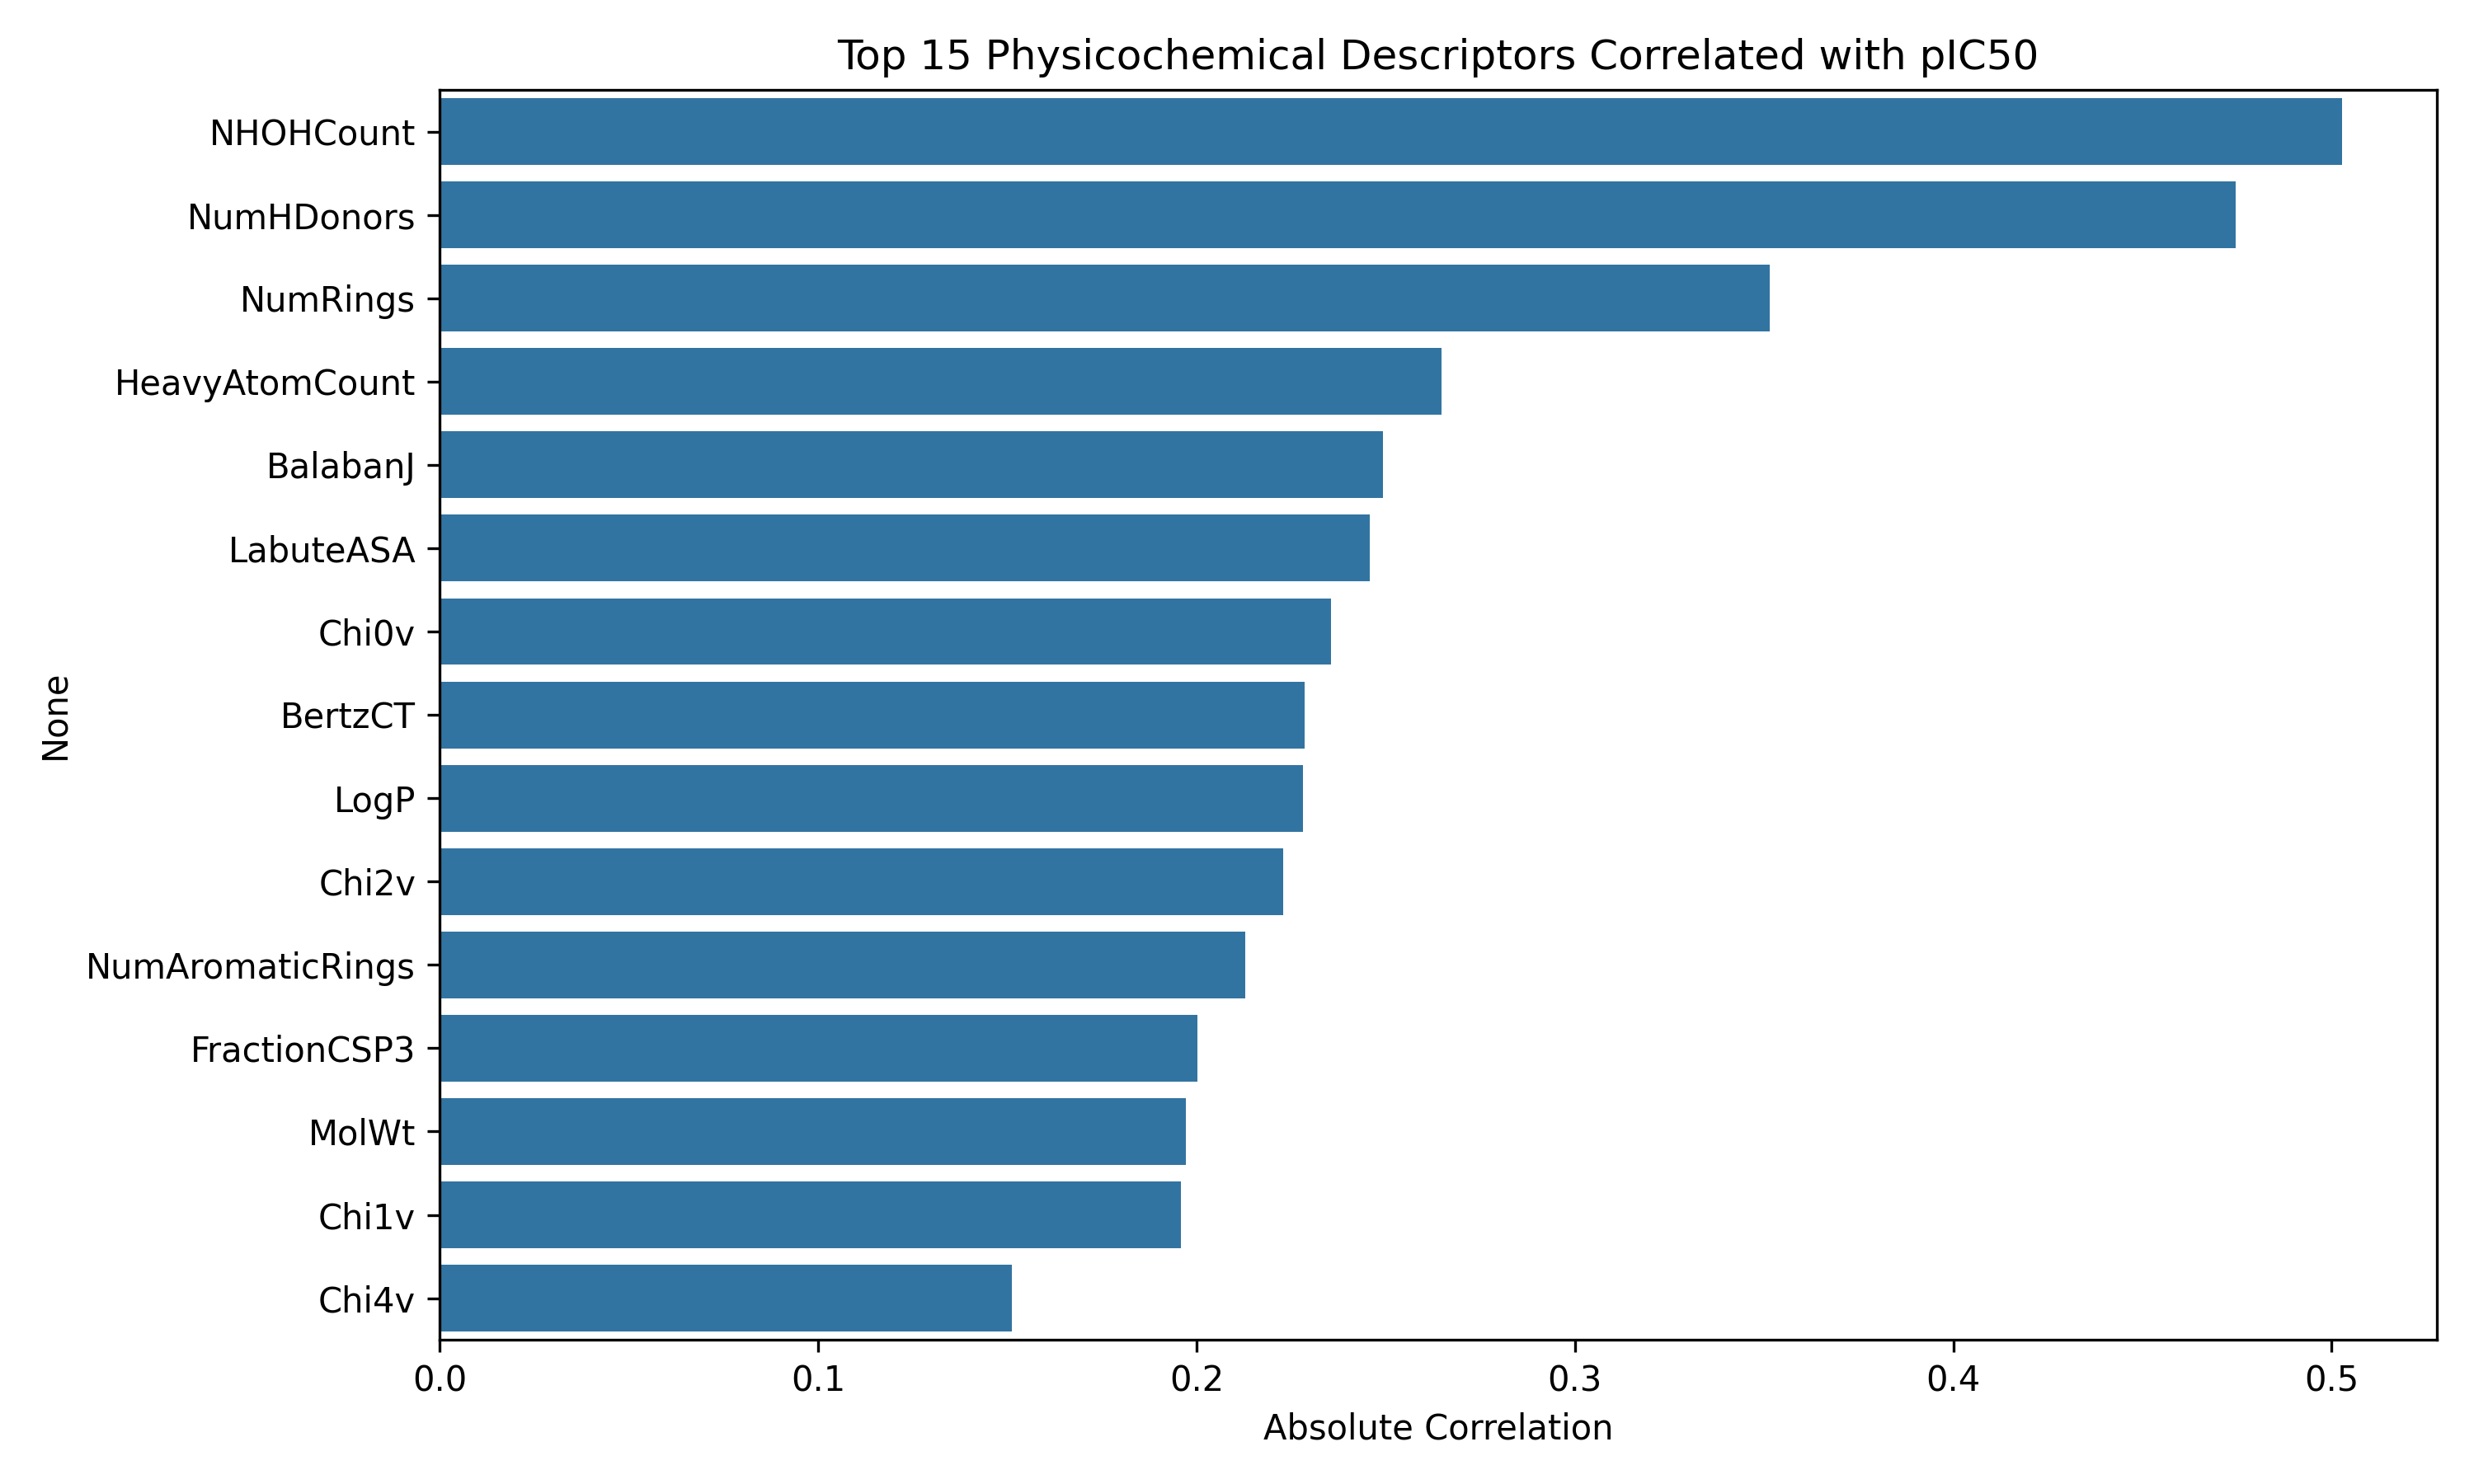 Top 15 Physicochemical Descriptors Correlated with pIC50
NHOHCount
NumHDonors
NumRings
HeavyAtomCount
BalabanJ
LabuteASA
Chi0v
BertzCT
LogP
Chi2v
NumAromaticRings
FractionCSP3
MolWt
Chi1v
Chi4v
None
0.0 0.1 0.2 0.3 0.4 0.5
Absolute Correlation